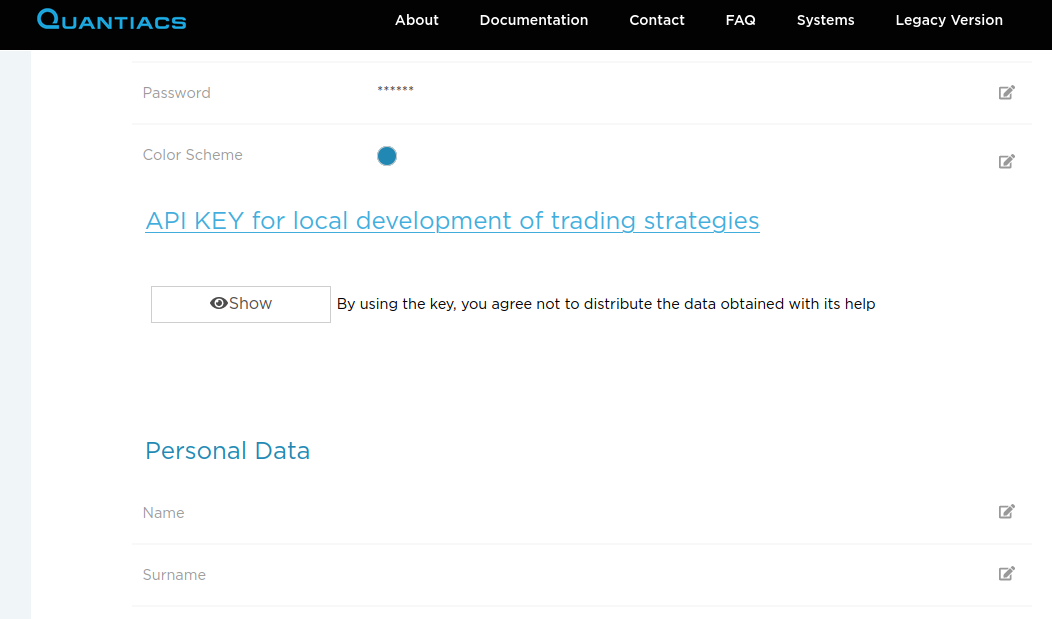 QUANTIACS About Documentation Contact FAQ Systems Legacy Version
Password ******
Color Scheme
API KEY for local development of trading strategies
Show By using the key, you agree not to distribute the data obtained with its help
Personal Data
Name
Surname